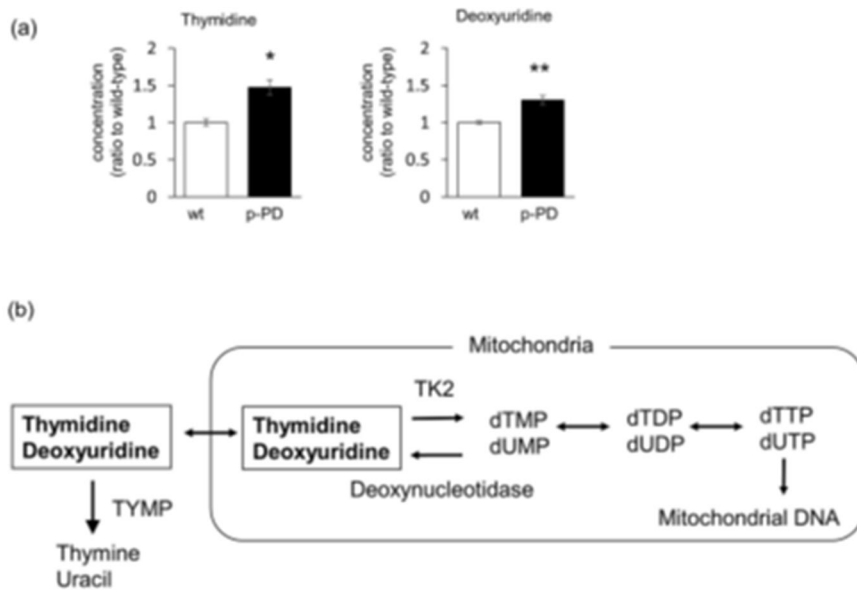 (a)
Thymidine
concentration
(ratio to wild-type)
2
1.5
1
0.5
0
*
wt
p-PD
Deoxyuridine
concentration
(ratio to wild-type)
2
1.5
1
0.5
0
**
wt
p-PD
(b)
Mitochondria
Thymidine
Deoxyuridine
Thymidine
Deoxyuridine
TK2
Deoxynucleotidase
dTMP
dUMP
dTDP
dUDP
dTTP
dUTP
Mitochondrial DNA
TYMP
Thymine
Uracil